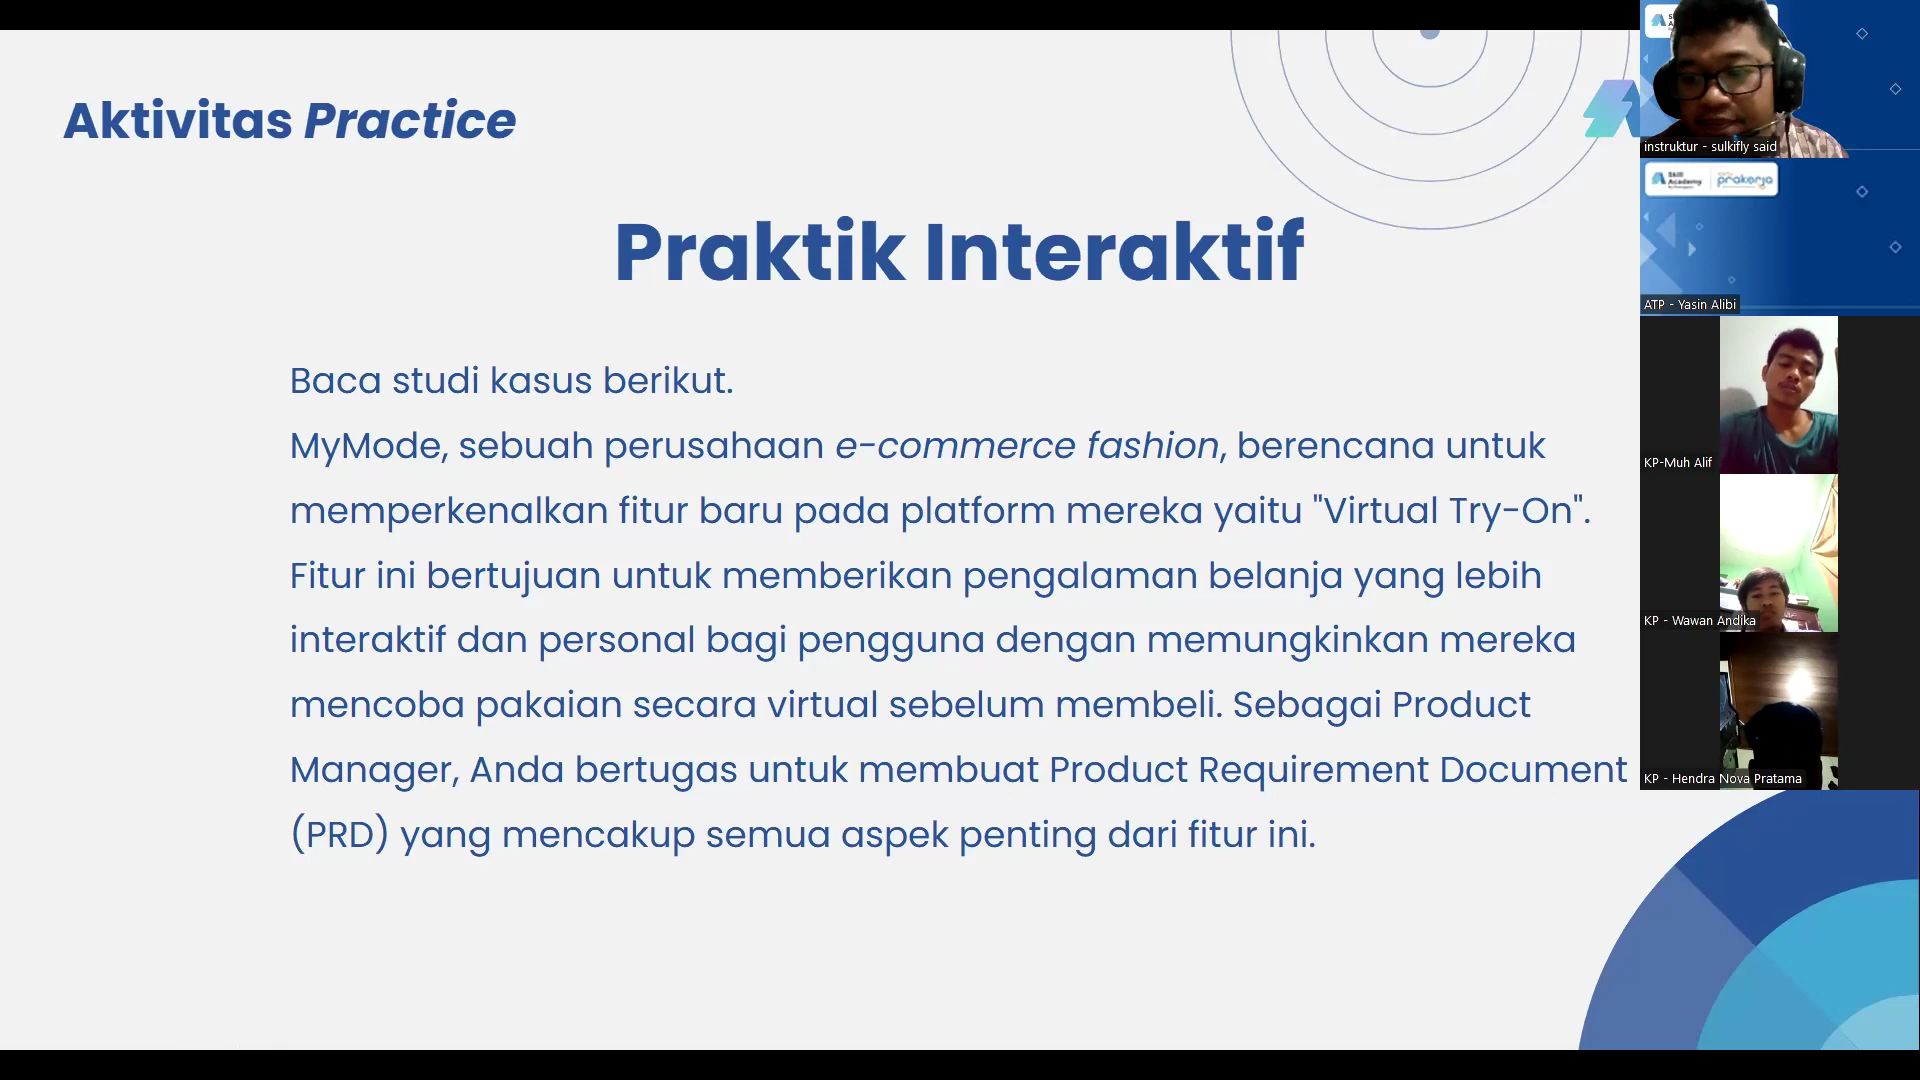 Aktivitas Practice
Praktik Interaktif
Baca studi kasus berikut.
MyMode, sebuah perusahaan e-commerce fashion, berencana untuk
memperkenalkan fitur baru pada platform mereka yaitu "Virtual Try-On".
Fitur ini bertujuan untuk memberikan pengalaman belanja yang lebih
interaktif dan personal bagi pengguna dengan memungkinkan mereka
mencoba pakaian secara virtual sebelum membeli. Sebagai Product
Manager, Anda bertugas untuk membuat Product Requirement Document
(PRD) yang mencakup semua aspek penting dari fitur ini.
instruktur - sulkifly said
Skill
Academy
prakerja
ATP - Yasin Alibi
KP-Muh Alif
KP - Wawan Andika
KP - Hendra Nova Pratama